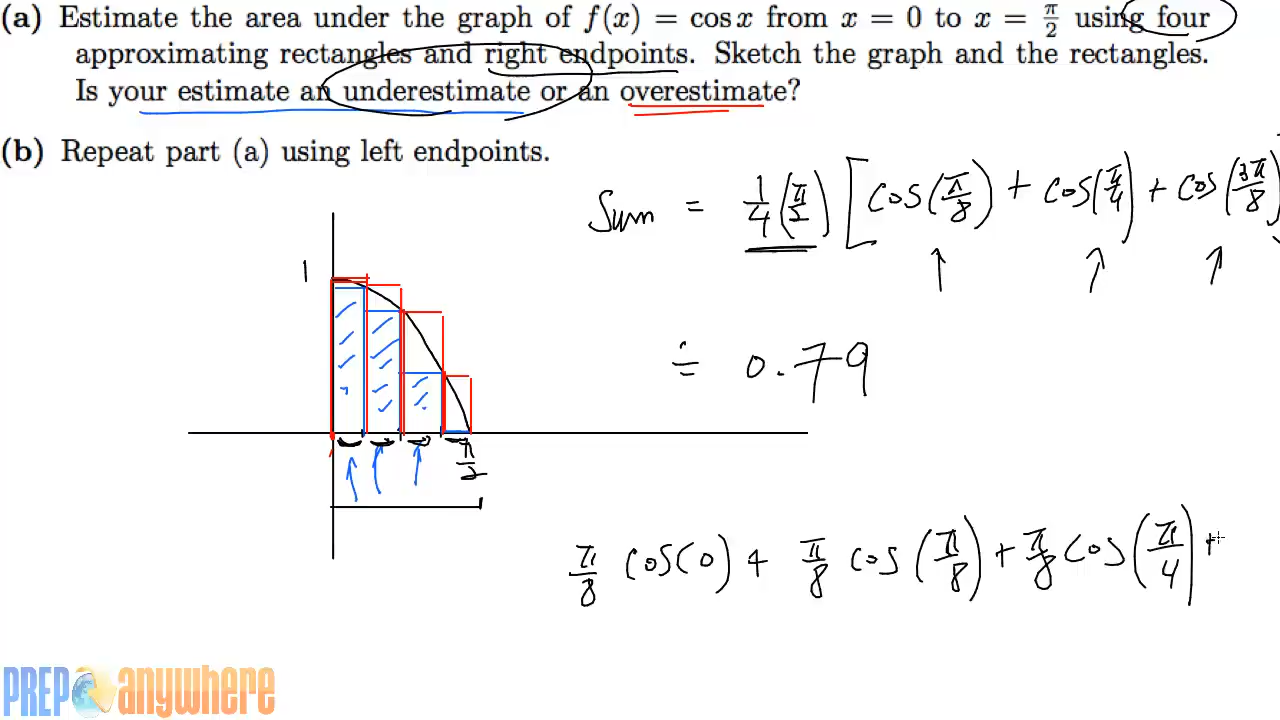 (a) Estimate the area under the graph of f(x) = cos x from x = 0 to x = π/2 using four
approximating rectangles and right endpoints. Sketch the graph and the rectangles.
Is your estimate an underestimate or an overestimate?
(b) Repeat part (a) using left endpoints.
Sum = 1/4 (π/2) [cos(π/8) + cos(π/4) + cos(3π/8)
1
≑ 0.79
π/2
π/8 cos(0) + π/8 cos(π/8) + π/8 cos(π/4) +
PREP anywhere